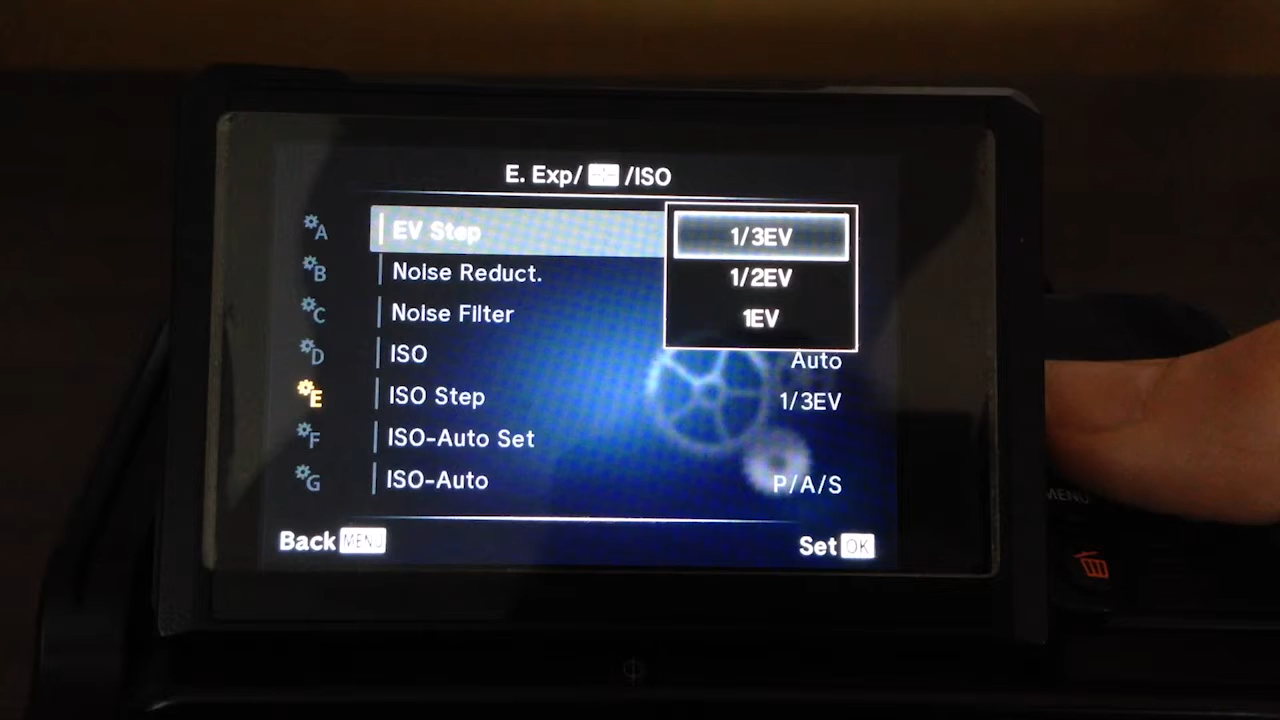 E. Exp/ /ISO
A
EV Step
1/3EV
B
Noise Reduct.
1/2EV
C
Noise Filter
1EV
D
ISO
Auto
E
ISO Step
1/3EV
F
ISO-Auto Set
G
ISO-Auto
P/A/S
Back MENU
Set OK
MENU